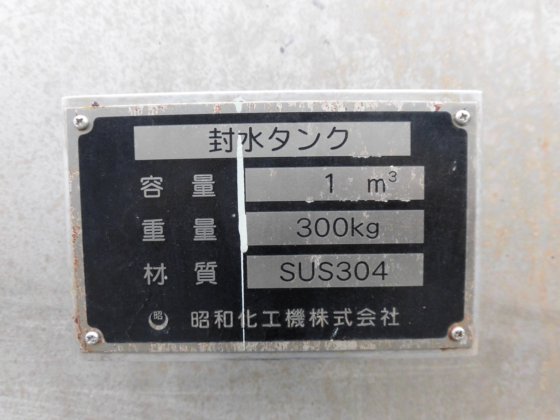 封水タンク
容量 1 m³
重量 300kg
材質 SUS304
昭 昭和化工機株式会社